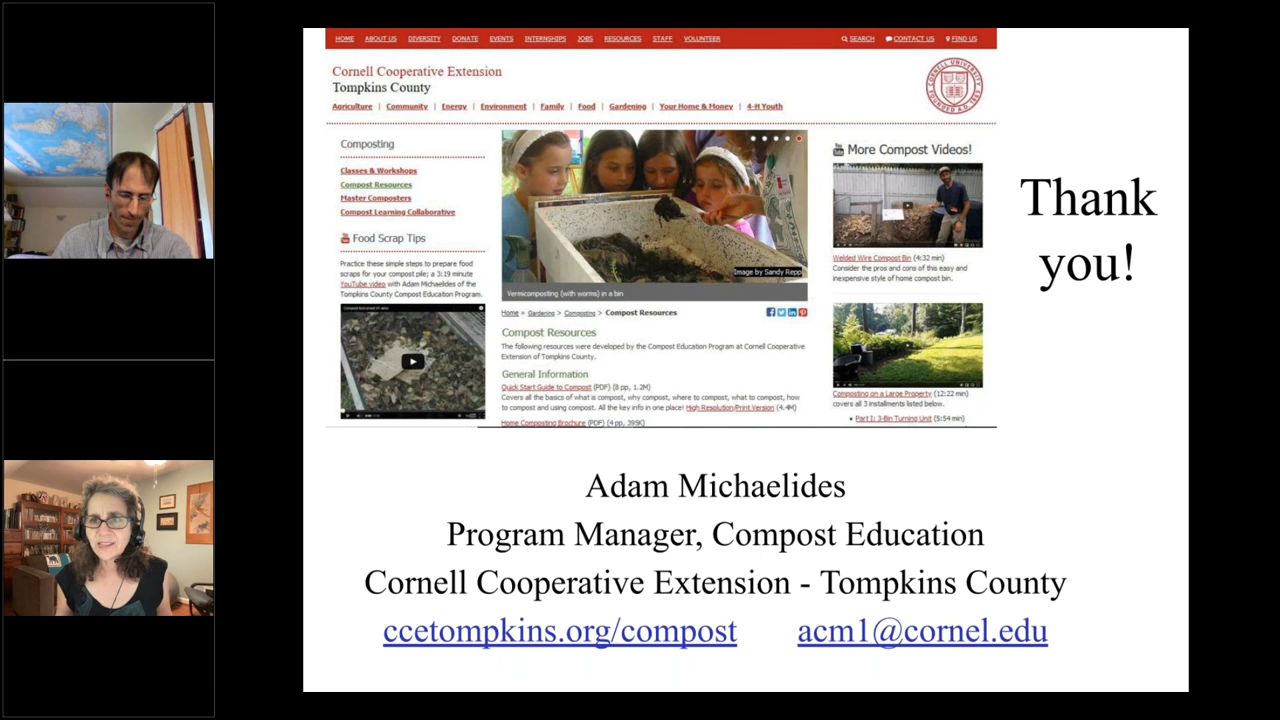 HOME ABOUT US DIVERSITY DONATE EVENTS INTERNSHIPS JOBS RESOURCES STAFF VOLUNTEER SEARCH CONTACT US FIND US
Cornell Cooperative Extension
Tompkins County
Agriculture | Community | Energy | Environment | Family | Food | Gardening | Your Home & Money | 4-H Youth
Composting
Classes & Workshops
Compost Resources
Master Composters
Compost Learning Collaborative
Food Scrap Tips
Practice these simple steps to prepare food
scraps for your compost pile; a 3:19 minute
YouTube video with Adam Michaelides of the
Tompkins County Compost Education Program.
Image by Sandy Repp
Vermicomposting (with worms) in a bin
Home > Gardening > Composting > Compost Resources
Compost Resources
The following resources were developed by the Compost Education Program at Cornell Cooperative
Extension of Tompkins County.
General Information
Quick Start Guide to Compost (PDF) (8 pp, 1.2M)
Covers all the basics of what is compost, why compost, where to compost, what to compost, how
to compost and using compost. All the key info in one place! High Resolution/Print Version (4.4M)
Home Composting Brochure (PDF) (4 pp, 395K)
More Compost Videos!
Welded Wire Compost Bin (4:32 min)
Consider the pros and cons of this easy and
inexpensive style of home compost bin.
Composting on a Large Property (12:22 min)
covers all 3 installments listed below.
• Part I: 3-Bin Turning Unit (5:54 min)
Thank
you!
Adam Michaelides
Program Manager, Compost Education
Cornell Cooperative Extension - Tompkins County
ccetompkins.org/compost acm1@cornel.edu